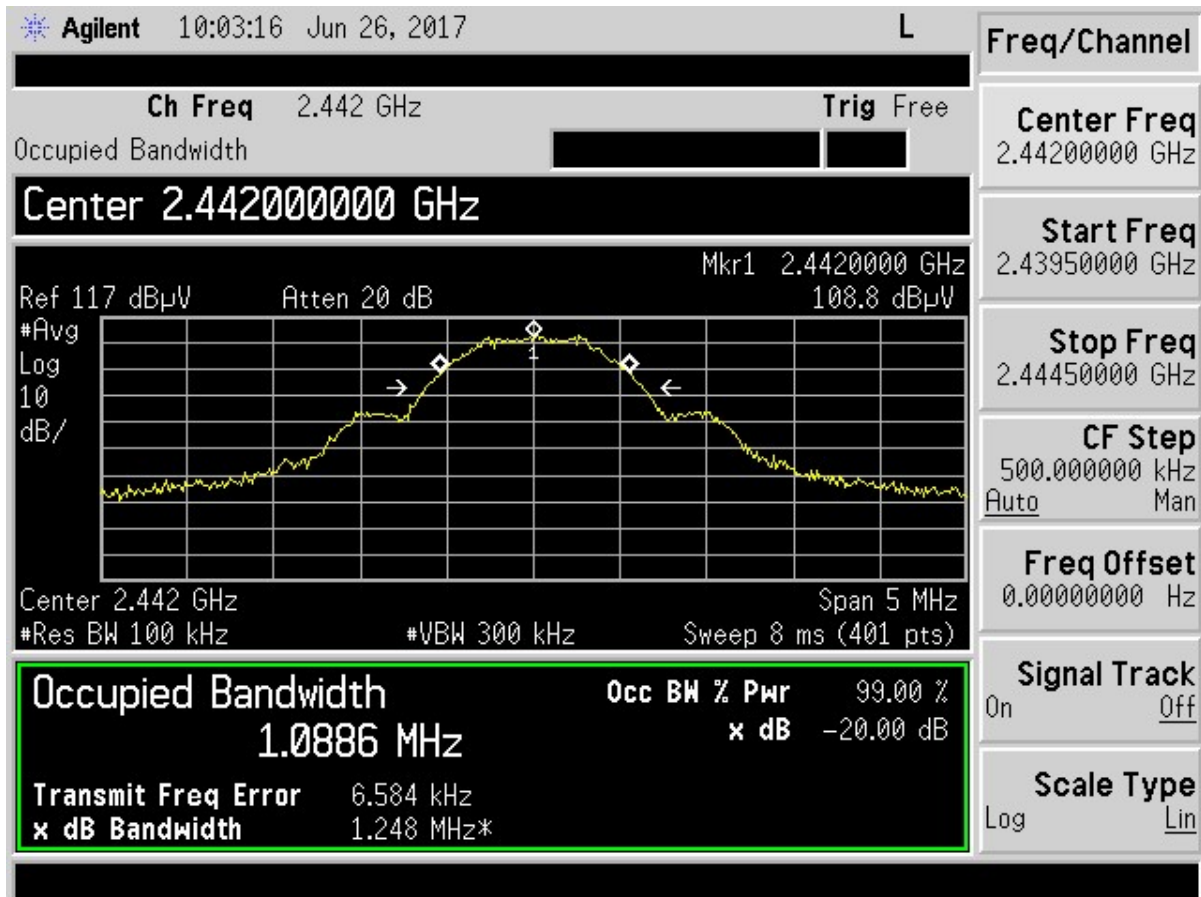 Agilent 10:03:16 Jun 26, 2017 L
Ch Freq 2.442 GHz Trig Free
Occupied Bandwidth
Center 2.442000000 GHz
Mkr1 2.4420000 GHz
Ref 117 dBµV Atten 20 dB 108.8 dBµV
#Avg
Log
10
dB/
1
Center 2.442 GHz Span 5 MHz
#Res BW 100 kHz #VBW 300 kHz Sweep 8 ms (401 pts)
Occupied Bandwidth Occ BW % Pwr 99.00 %
1.0886 MHz x dB -20.00 dB
Transmit Freq Error 6.584 kHz
x dB Bandwidth 1.248 MHz*
Freq/Channel
Center Freq
2.44200000 GHz
Start Freq
2.43950000 GHz
Stop Freq
2.44450000 GHz
CF Step
500.000000 kHz
Auto Man
Freq Offset
0.00000000 Hz
Signal Track
On Off
Scale Type
Log Lin